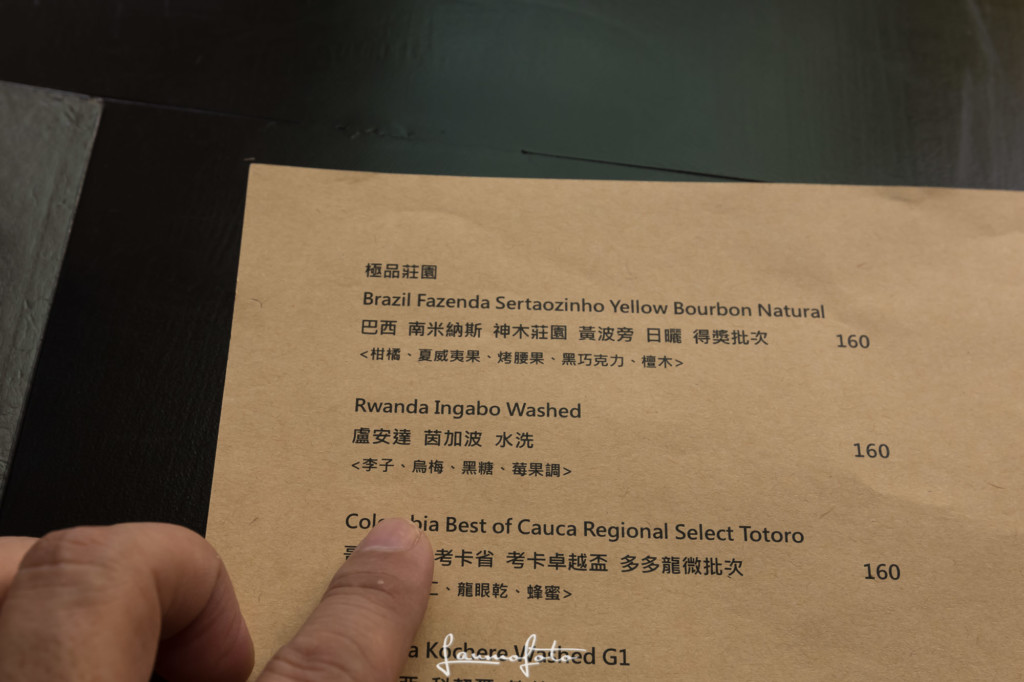 極品莊園
Brazil Fazenda Sertaozinho Yellow Bourbon Natural
巴西 南米納斯 神木莊園 黃波旁 日曬 得獎批次 160
<柑橘、夏威夷果、烤腰果、黑巧克力、檀木>
Rwanda Ingabo Washed
盧安達 茵加波 水洗 160
<李子、烏梅、黑糖、莓果調>
Best of Cauca Regional Select Totoro
考卡省 考卡卓越盃 多多龍微批次 160
、龍眼乾、蜂蜜>
Kochere Washed G1